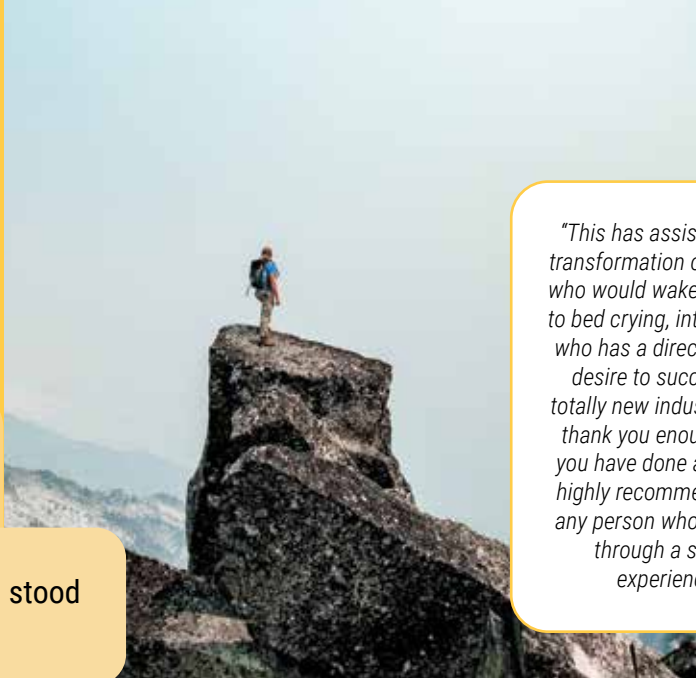 "This has assis
transformation
who would wake
to bed crying, int
who has a direc
desire to succ
totally new indus
thank you enou
you have done a
highly recomme
any person who
through a s
experienc
stood